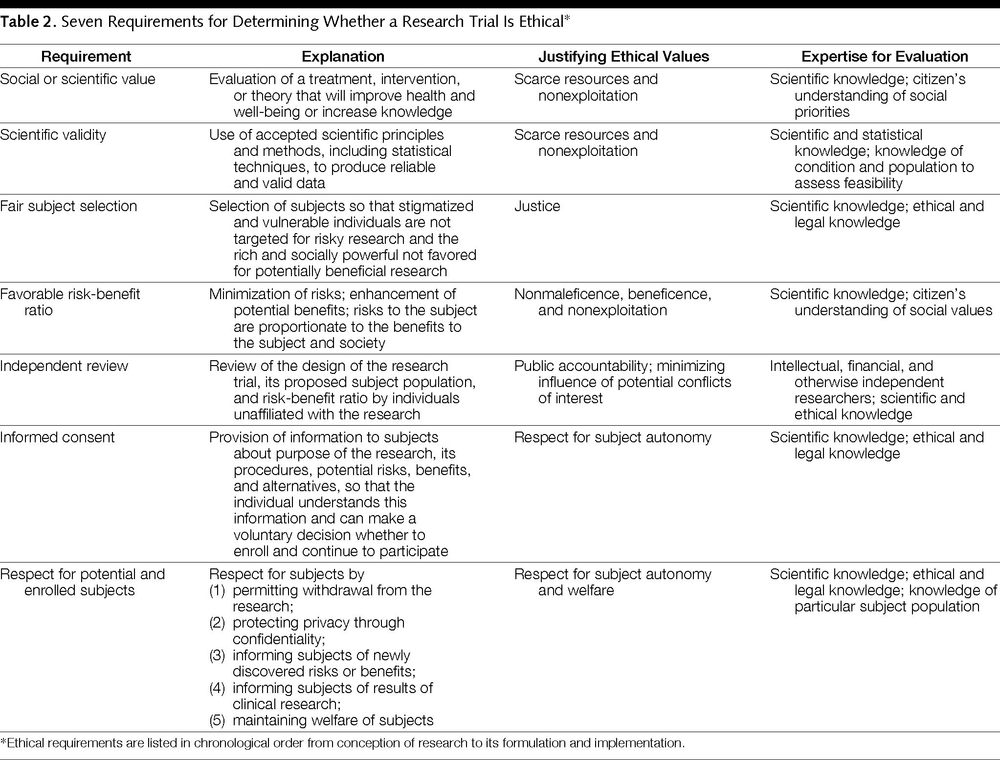 Table 2. Seven Requirements for Determining Whether a Research Trial Is Ethical*
Requirement
Explanation
Justifying Ethical Values
Expertise for Evaluation
Social or scientific value
Evaluation of a treatment, intervention,
or theory that will improve health and
well-being or increase knowledge
Scarce resources and
nonexploitation
Scientific knowledge; citizen's
understanding of social
priorities
Scientific validity
Use of accepted scientific principles
and methods, including statistical
techniques, to produce reliable
and valid data
Scarce resources and
nonexploitation
Scientific and statistical
knowledge; knowledge of
condition and population to
assess feasibility
Fair subject selection
Selection of subjects so that stigmatized
and vulnerable individuals are not
targeted for risky research and the
rich and socially powerful not favored
for potentially beneficial research
Justice
Scientific knowledge; ethical and
legal knowledge
Favorable risk-benefit
ratio
Minimization of risks; enhancement of
potential benefits; risks to the subject
are proportionate to the benefits to
the subject and society
Nonmaleficence, beneficence,
and nonexploitation
Scientific knowledge; citizen's
understanding of social values
Independent review
Review of the design of the research
trial, its proposed subject population,
and risk-benefit ratio by individuals
unaffiliated with the research
Public accountability; minimizing
influence of potential conflicts
of interest
Intellectual, financial, and
otherwise independent
researchers; scientific and
ethical knowledge
Informed consent
Provision of information to subjects
about purpose of the research, its
procedures, potential risks, benefits,
and alternatives, so that the
individual understands this
information and can make a
voluntary decision whether to
enroll and continue to participate
Respect for subject autonomy
Scientific knowledge; ethical and
legal knowledge
Respect for potential and
enrolled subjects
Respect for subjects by
(1) permitting withdrawal from the
research;
(2) protecting privacy through
confidentiality;
(3) informing subjects of newly
discovered risks or benefits;
(4) informing subjects of results of
clinical research;
(5) maintaining welfare of subjects
Respect for subject autonomy
and welfare
Scientific knowledge; ethical and
legal knowledge; knowledge of
particular subject population
*Ethical requirements are listed in chronological order from conception of research to its formulation and implementation.